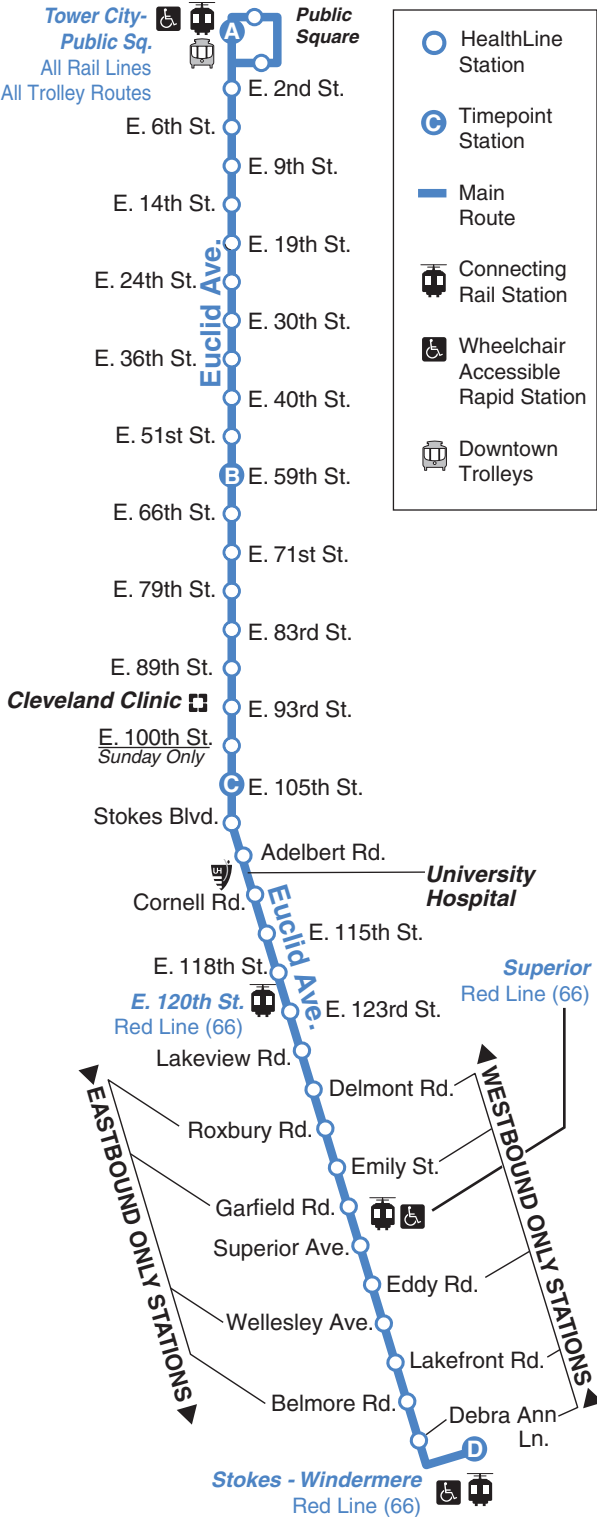 Tower City-
Public Sq.
All Rail Lines
All Trolley Routes
A
Public
Square
E. 2nd St.
E. 6th St.
E. 9th St.
E. 14th St.
E. 19th St.
Euclid Ave.
E. 24th St.
E. 30th St.
E. 36th St.
E. 40th St.
E. 51st St.
B
E. 59th St.
E. 66th St.
E. 71st St.
E. 79th St.
E. 83rd St.
E. 89th St.
Cleveland Clinic
E. 93rd St.
E. 100th St.
Sunday Only
C
E. 105th St.
Stokes Blvd.
Adelbert Rd.
UH
University
Hospital
Cornell Rd.
Euclid Ave.
E. 115th St.
E. 118th St.
E. 120th St.
Red Line (66)
E. 123rd St.
Superior
Red Line (66)
Lakeview Rd.
Delmont Rd.
Roxbury Rd.
Emily St.
Garfield Rd.
Superior Ave.
Eddy Rd.
Wellesley Ave.
Lakefront Rd.
Belmore Rd.
Debra Ann
Ln.
EASTBOUND ONLY STATIONS
WESTBOUND ONLY STATIONS
D
Stokes - Windermere
Red Line (66)
HealthLine
Station
C
Timepoint
Station
Main
Route
Connecting
Rail Station
Wheelchair
Accessible
Rapid Station
Downtown
Trolleys